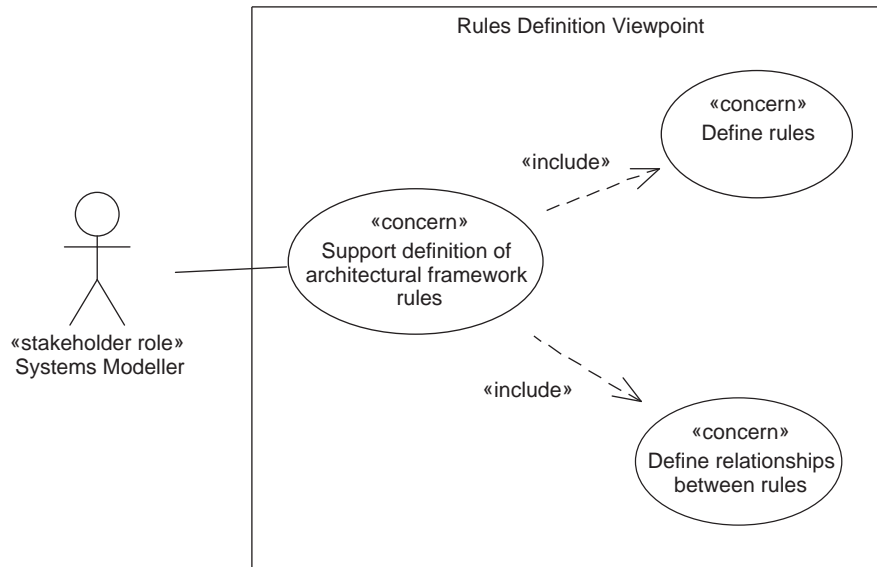 Rules Definition Viewpoint
«concern»
Define rules
«include»
«concern»
Support definition of
architectural framework
rules
«stakeholder role»
Systems Modeller
«include»
«concern»
Define relationships
between rules